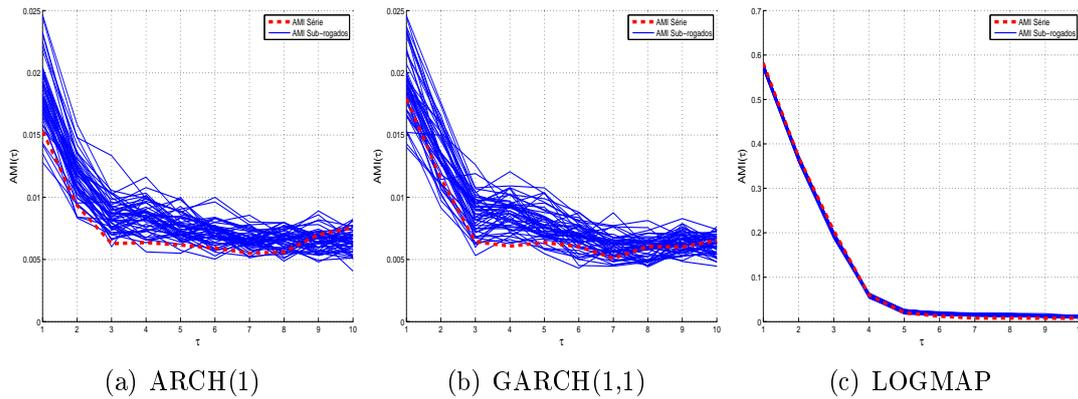 0.025
0.02
0.015
0.01
0.005
0
AMI(τ)
AMI Série
AMI Sub-rogados
1 2 3 4 5 6 7 8 9 10
τ
(a) ARCH(1)
0.025
0.02
0.015
0.01
0.005
0
AMI(τ)
AMI Série
AMI Sub-rogados
1 2 3 4 5 6 7 8 9 10
τ
(b) GARCH(1,1)
0.7
0.6
0.5
0.4
0.3
0.2
0.1
0
AMI(τ)
AMI Série
AMI Sub-rogados
1 2 3 4 5 6 7 8 9
τ
(c) LOGMAP